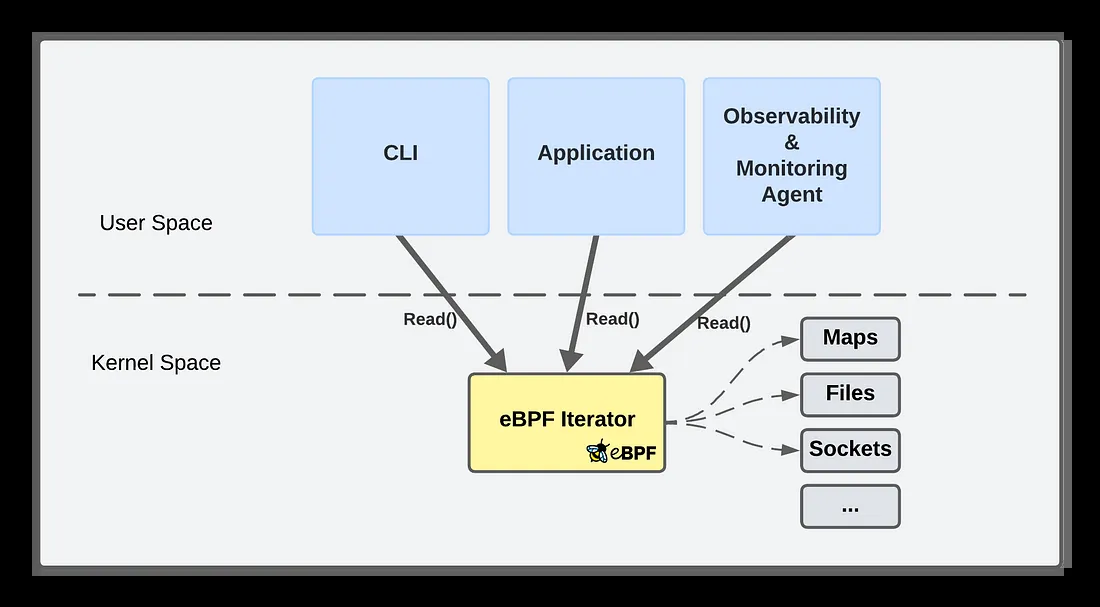 CLI
Application
Observability
&
Monitoring
Agent
User Space
Read()
Read()
Read()
Kernel Space
Maps
eBPF Iterator
Files
eBPF
Sockets
...